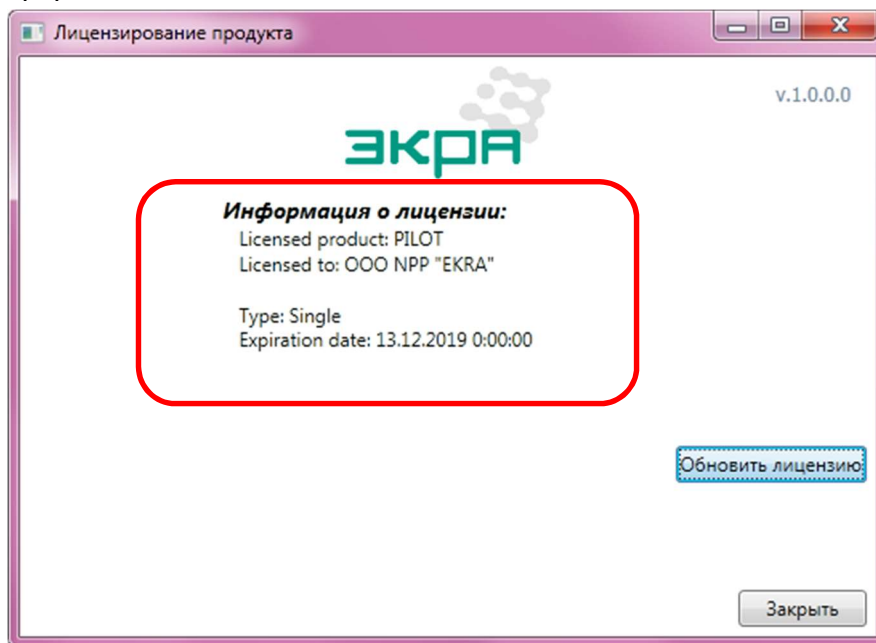 Лицензирование продукта
v.1.0.0.0
ЭКРА
Информация о лицензии:
Licensed product: PILOT
Licensed to: OOO NPP "EKRA"
Type: Single
Expiration date: 13.12.2019 0:00:00
Обновить лицензию
Закрыть